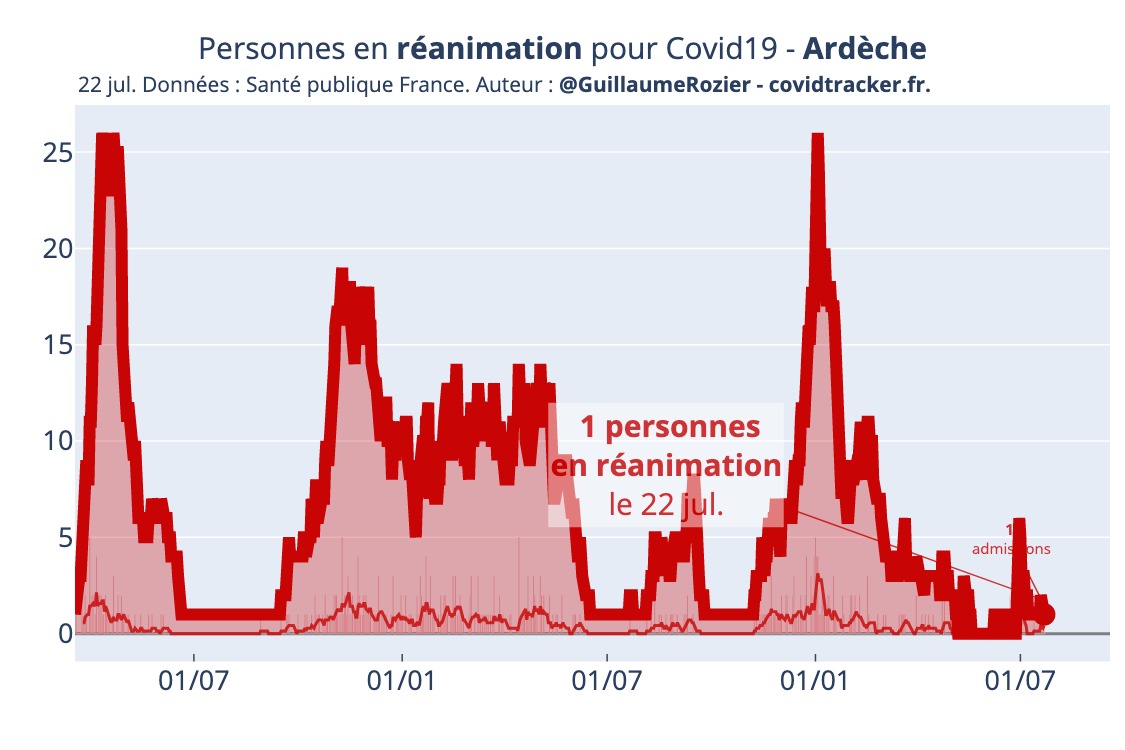 Personnes en réanimation pour Covid19 - Ardèche
22 jul. Données : Santé publique France. Auteur : @GuillaumeRozier - covidtracker.fr.
25
20
15
10
5
0
1 personnes
en réanimation
le 22 jul.
1
admissions
01/07
01/01
01/07
01/01
01/07